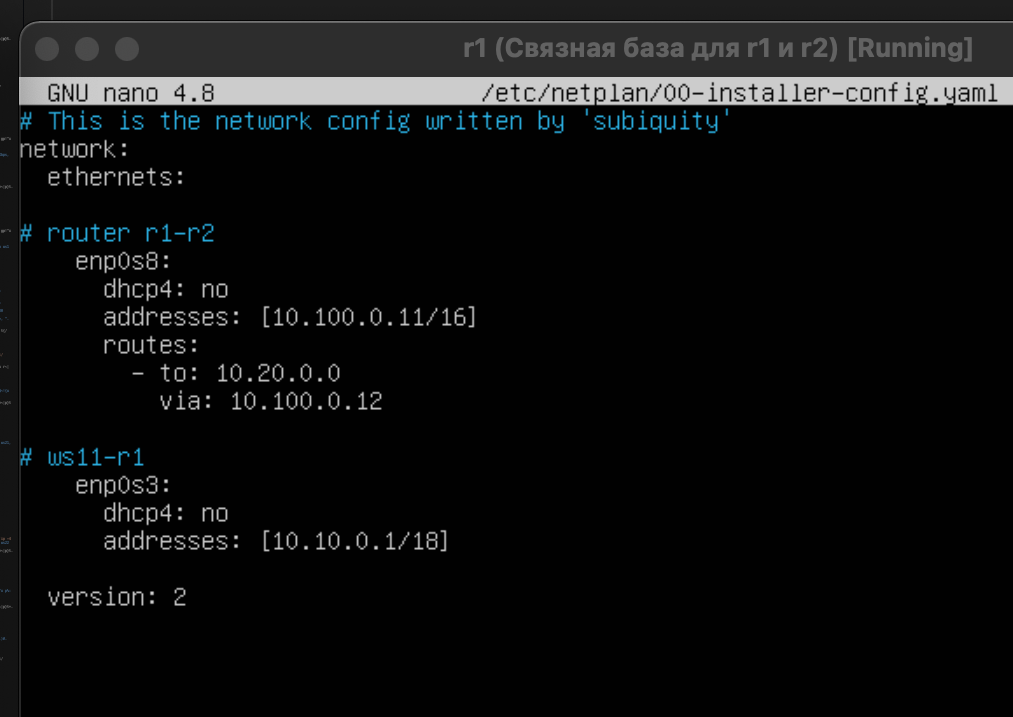 r1 (Связная база для r1 и r2) [Running]
GNU nano 4.8 /etc/netplan/00-installer-config.yaml
# This is the network config written by 'subiquity'
network:
  ethernets:

# router r1-r2
    enp0s8:
      dhcp4: no
      addresses: [10.100.0.11/16]
      routes:
        - to: 10.20.0.0
          via: 10.100.0.12

# ws11-r1
    enp0s3:
      dhcp4: no
      addresses: [10.10.0.1/18]

  version: 2